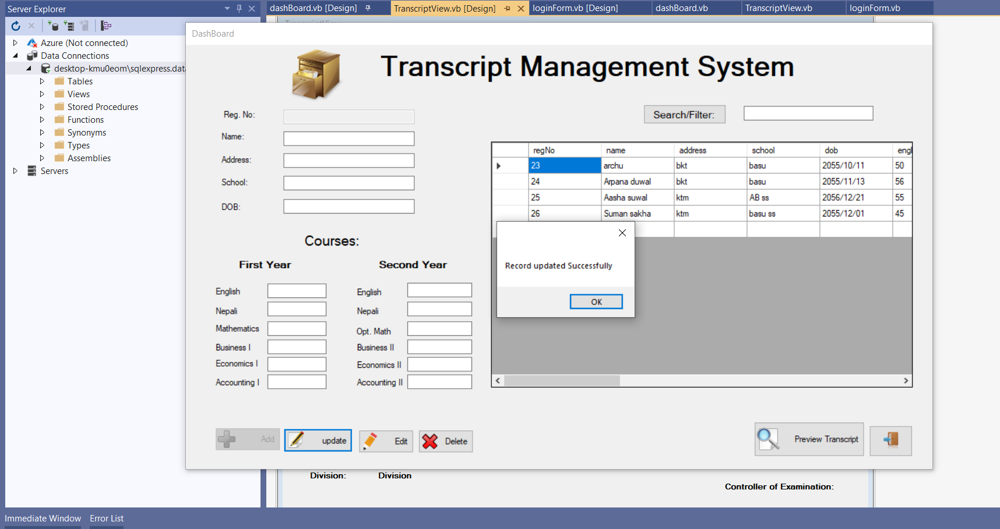 Server Explorer
dashBoard.vb [Design]
TranscriptView.vb [Design]
loginForm.vb [Design]
dashBoard.vb
TranscriptView.vb
loginForm.vb
Azure (Not connected)
Data Connections
desktop-kmu0eom\sqlexpress.data
Tables
Views
Stored Procedures
Functions
Synonyms
Types
Assemblies
Servers
TranscriptView
DashBoard
Transcript Management System
Reg. No:
Name:
Address:
School:
DOB:
Search/Filter:
regNo name address school dob engl
23 archu bkt basu 2055/10/11 50
24 Arpana duwal bkt basu 2055/11/13 56
25 Aasha suwal ktm AB ss 2056/12/21 55
26 Suman sakha ktm basu ss 2055/12/01 45
Record updated Successfully
OK
Courses:
First Year
English
Nepali
Mathematics
Business I
Economics I
Accounting I
Second Year
English
Nepali
Opt. Math
Business II
Economics II
Accounting II
Add
update
Edit
Delete
Preview Transcript
Division: Division
Controller of Examination:
Immediate Window Error List